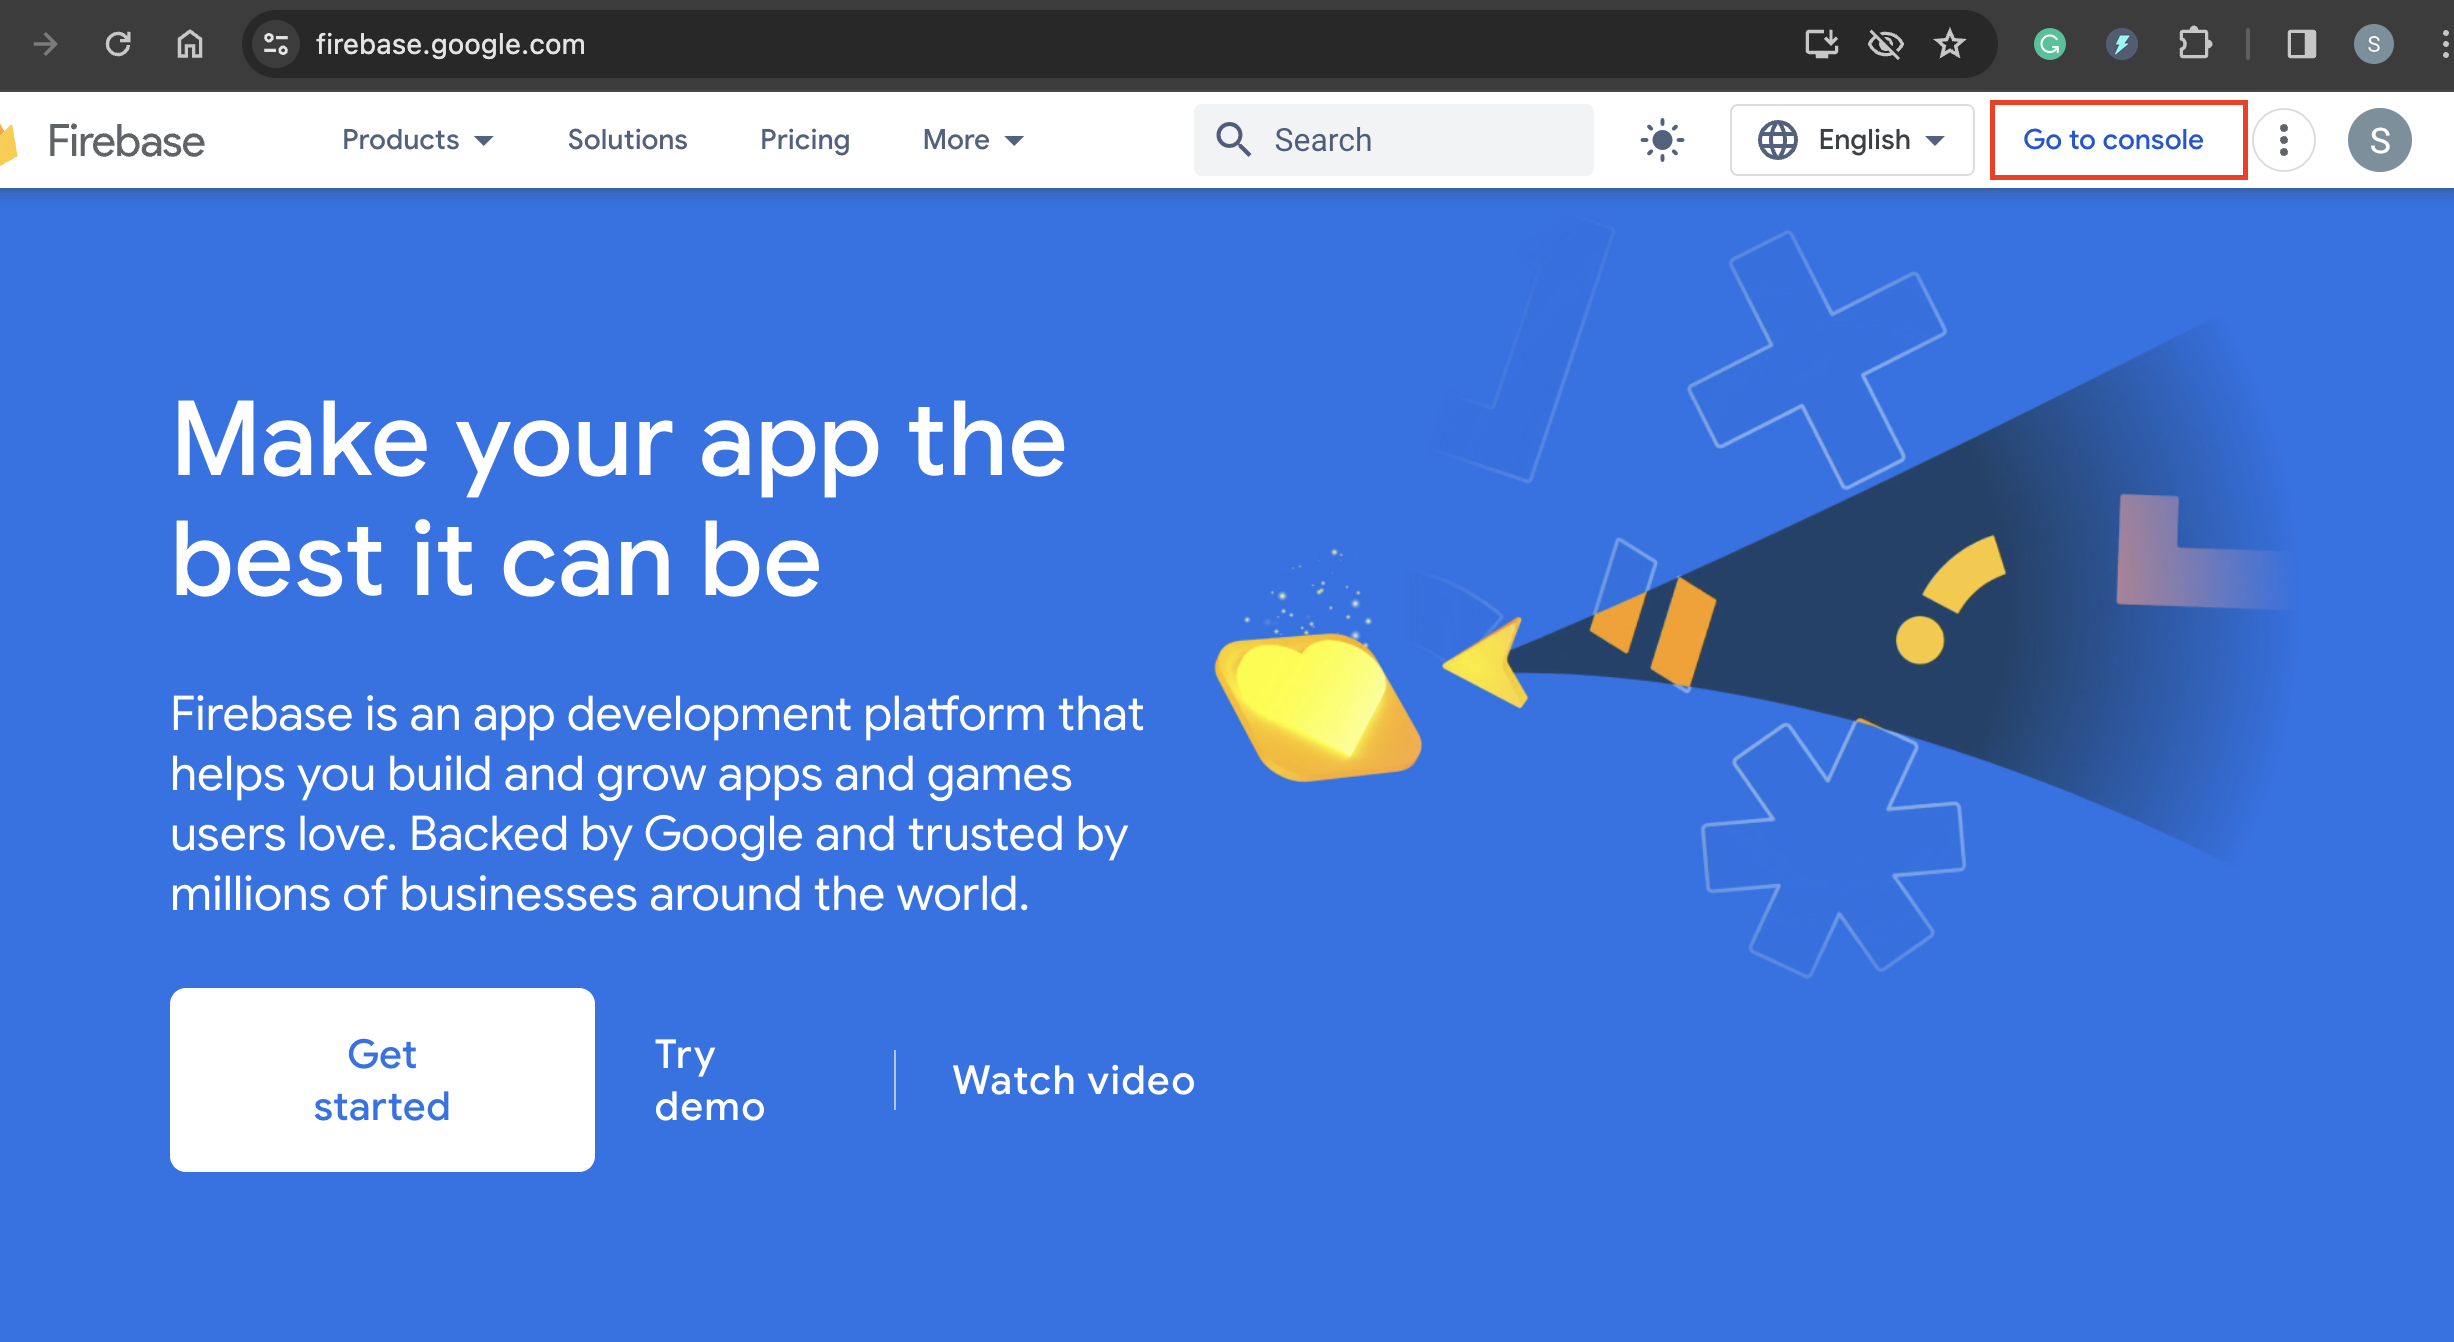 firebase.google.com
S
Firebase
Products
Solutions
Pricing
More
Search
English
Go to console
S
Make your app the
best it can be
Firebase is an app development platform that
helps you build and grow apps and games
users love. Backed by Google and trusted by
millions of businesses around the world.
Get
started
Try
demo
Watch video